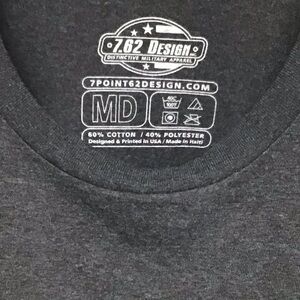 7.62 DESIGN
DISTINCTIVE MILITARY APPAREL
7POINT62DESIGN.COM
MD
60% COTTON / 40% POLYESTER
Designed & Printed In USA / Made In Haiti